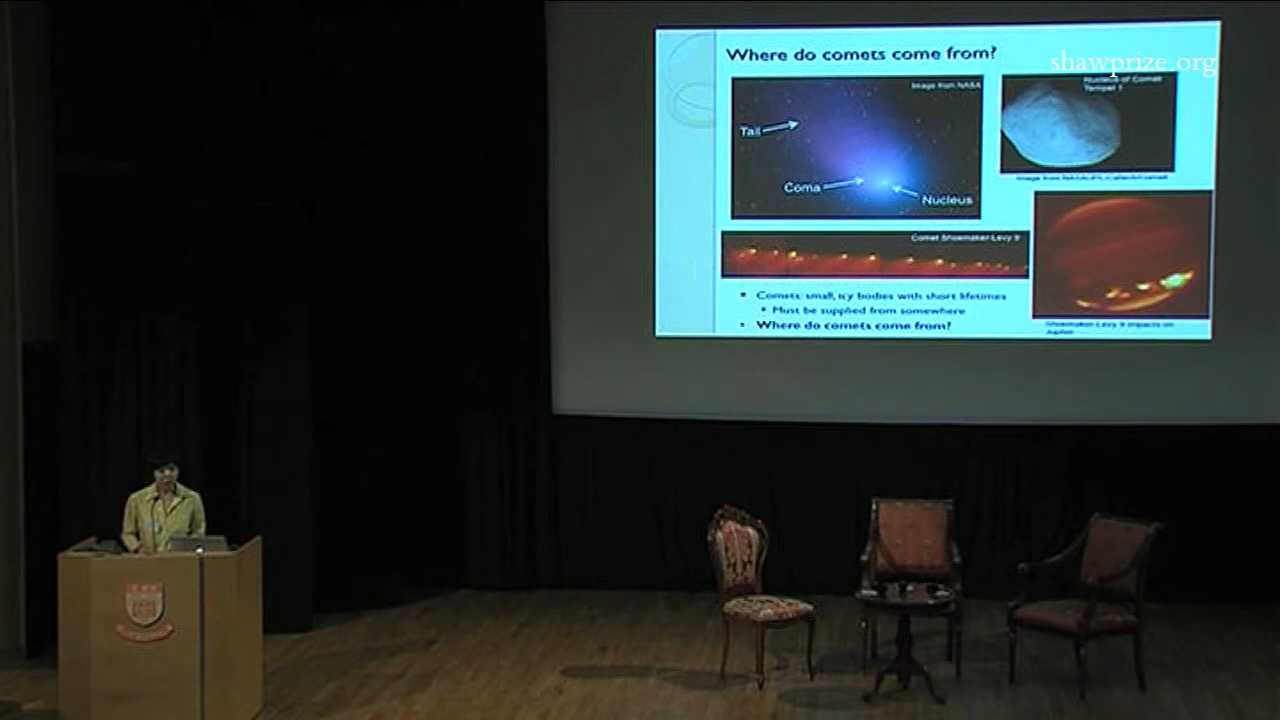 Where do comets come from?
shawprize.org
Image from NASA
Nucleus of Comet
Tempel 1
Tail
Coma
Nucleus
Comet Shoemaker-Levy 9
Comets: small, icy bodies with short lifetimes
Must be supplied from somewhere
Where do comets come from?
Shoemaker-Levy 9 impacts on
Jupiter